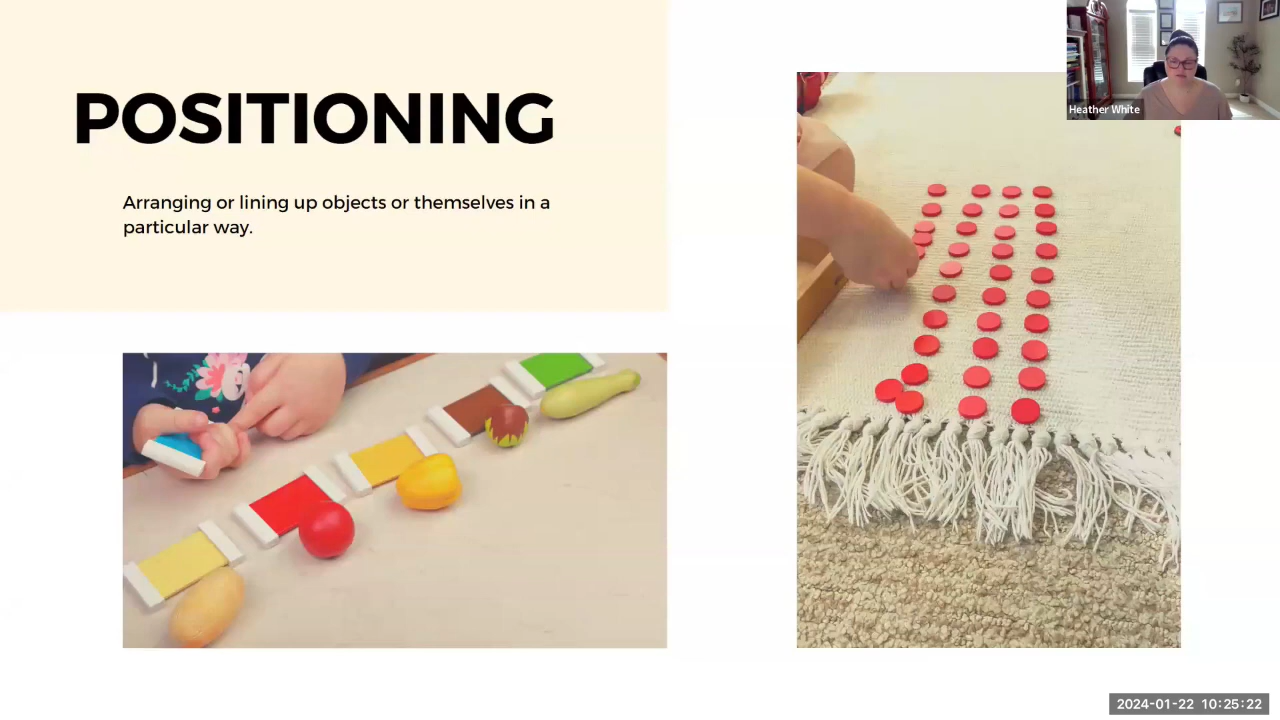 POSITIONING
Arranging or lining up objects or themselves in a
particular way.
Heather White
2024-01-22 10:25:22